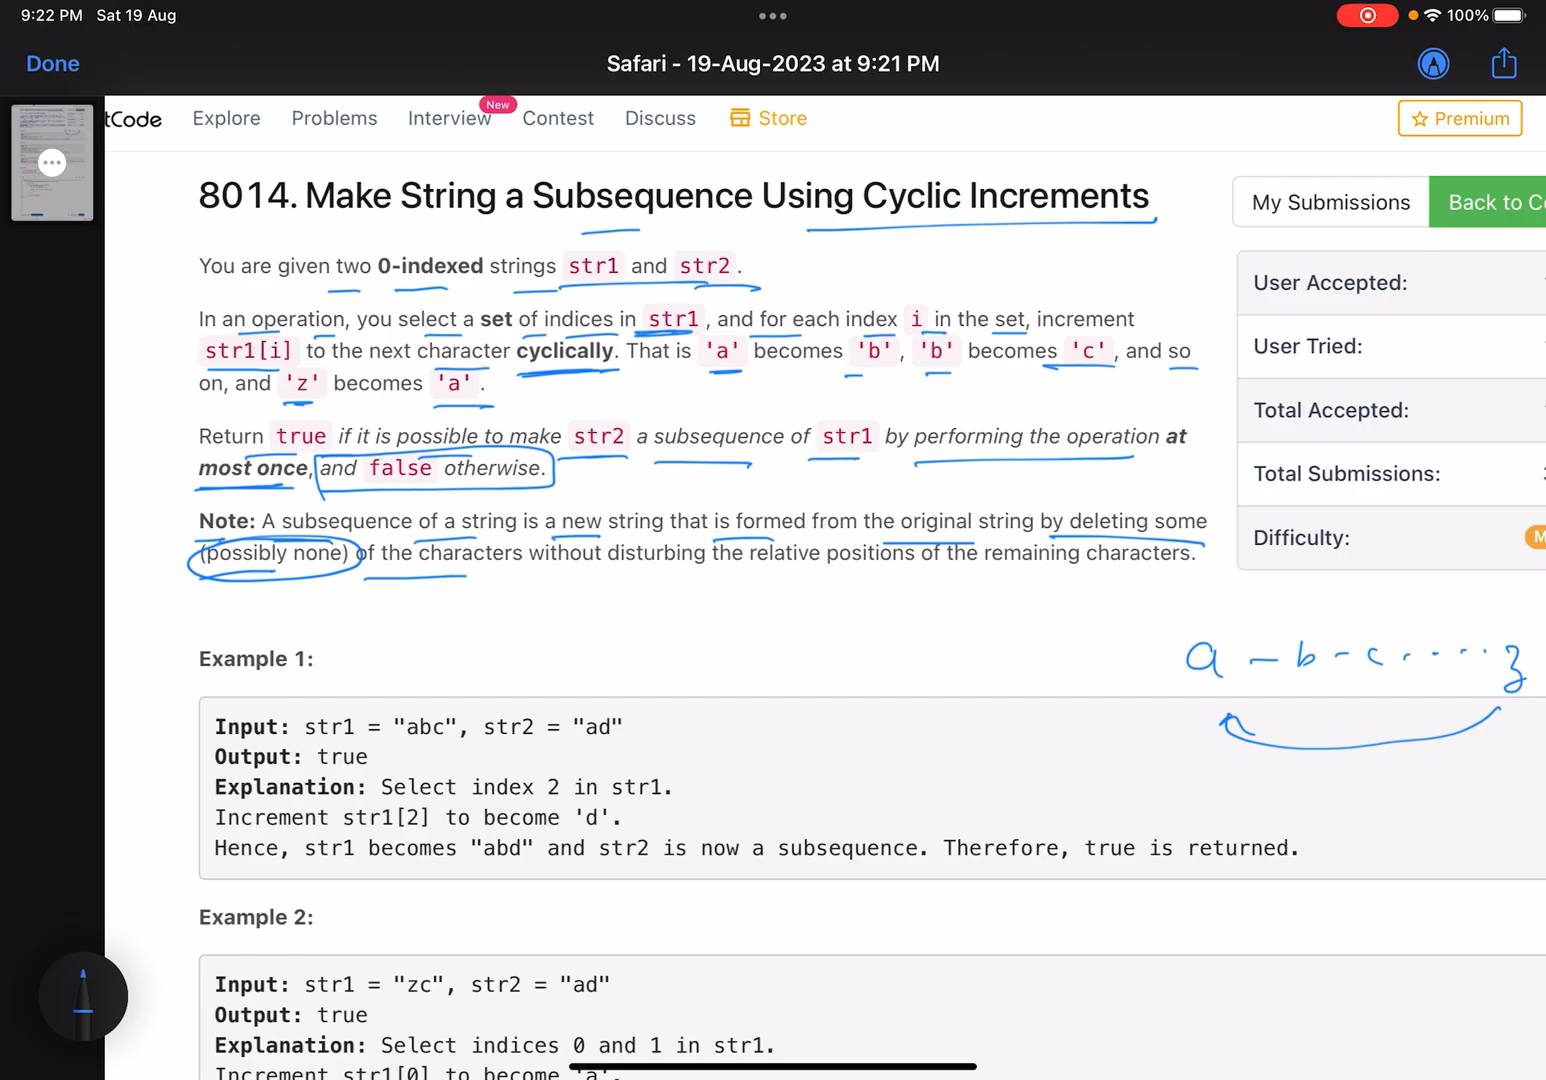 9:22 PM Sat 19 Aug
100%
Done
Safari - 19-Aug-2023 at 9:21 PM
tCode
Explore
Problems
Interview
New
Contest
Discuss
Store
Premium
8014. Make String a Subsequence Using Cyclic Increments
My Submissions
Back to C
You are given two 0-indexed strings str1 and str2.
In an operation, you select a set of indices in str1, and for each index i in the set, increment
str1[i] to the next character cyclically. That is 'a' becomes 'b', 'b' becomes 'c', and so
on, and 'z' becomes 'a'.
Return true if it is possible to make str2 a subsequence of str1 by performing the operation at
most once, and false otherwise.
Note: A subsequence of a string is a new string that is formed from the original string by deleting some
(possibly none) of the characters without disturbing the relative positions of the remaining characters.
User Accepted:
User Tried:
Total Accepted:
Total Submissions:
Difficulty:
M
a - b - c . . . . . z
Example 1:
Input: str1 = "abc", str2 = "ad"
Output: true
Explanation: Select index 2 in str1.
Increment str1[2] to become 'd'.
Hence, str1 becomes "abd" and str2 is now a subsequence. Therefore, true is returned.
Example 2:
Input: str1 = "zc", str2 = "ad"
Output: true
Explanation: Select indices 0 and 1 in str1.
Increment str1[0] to become 'a'.